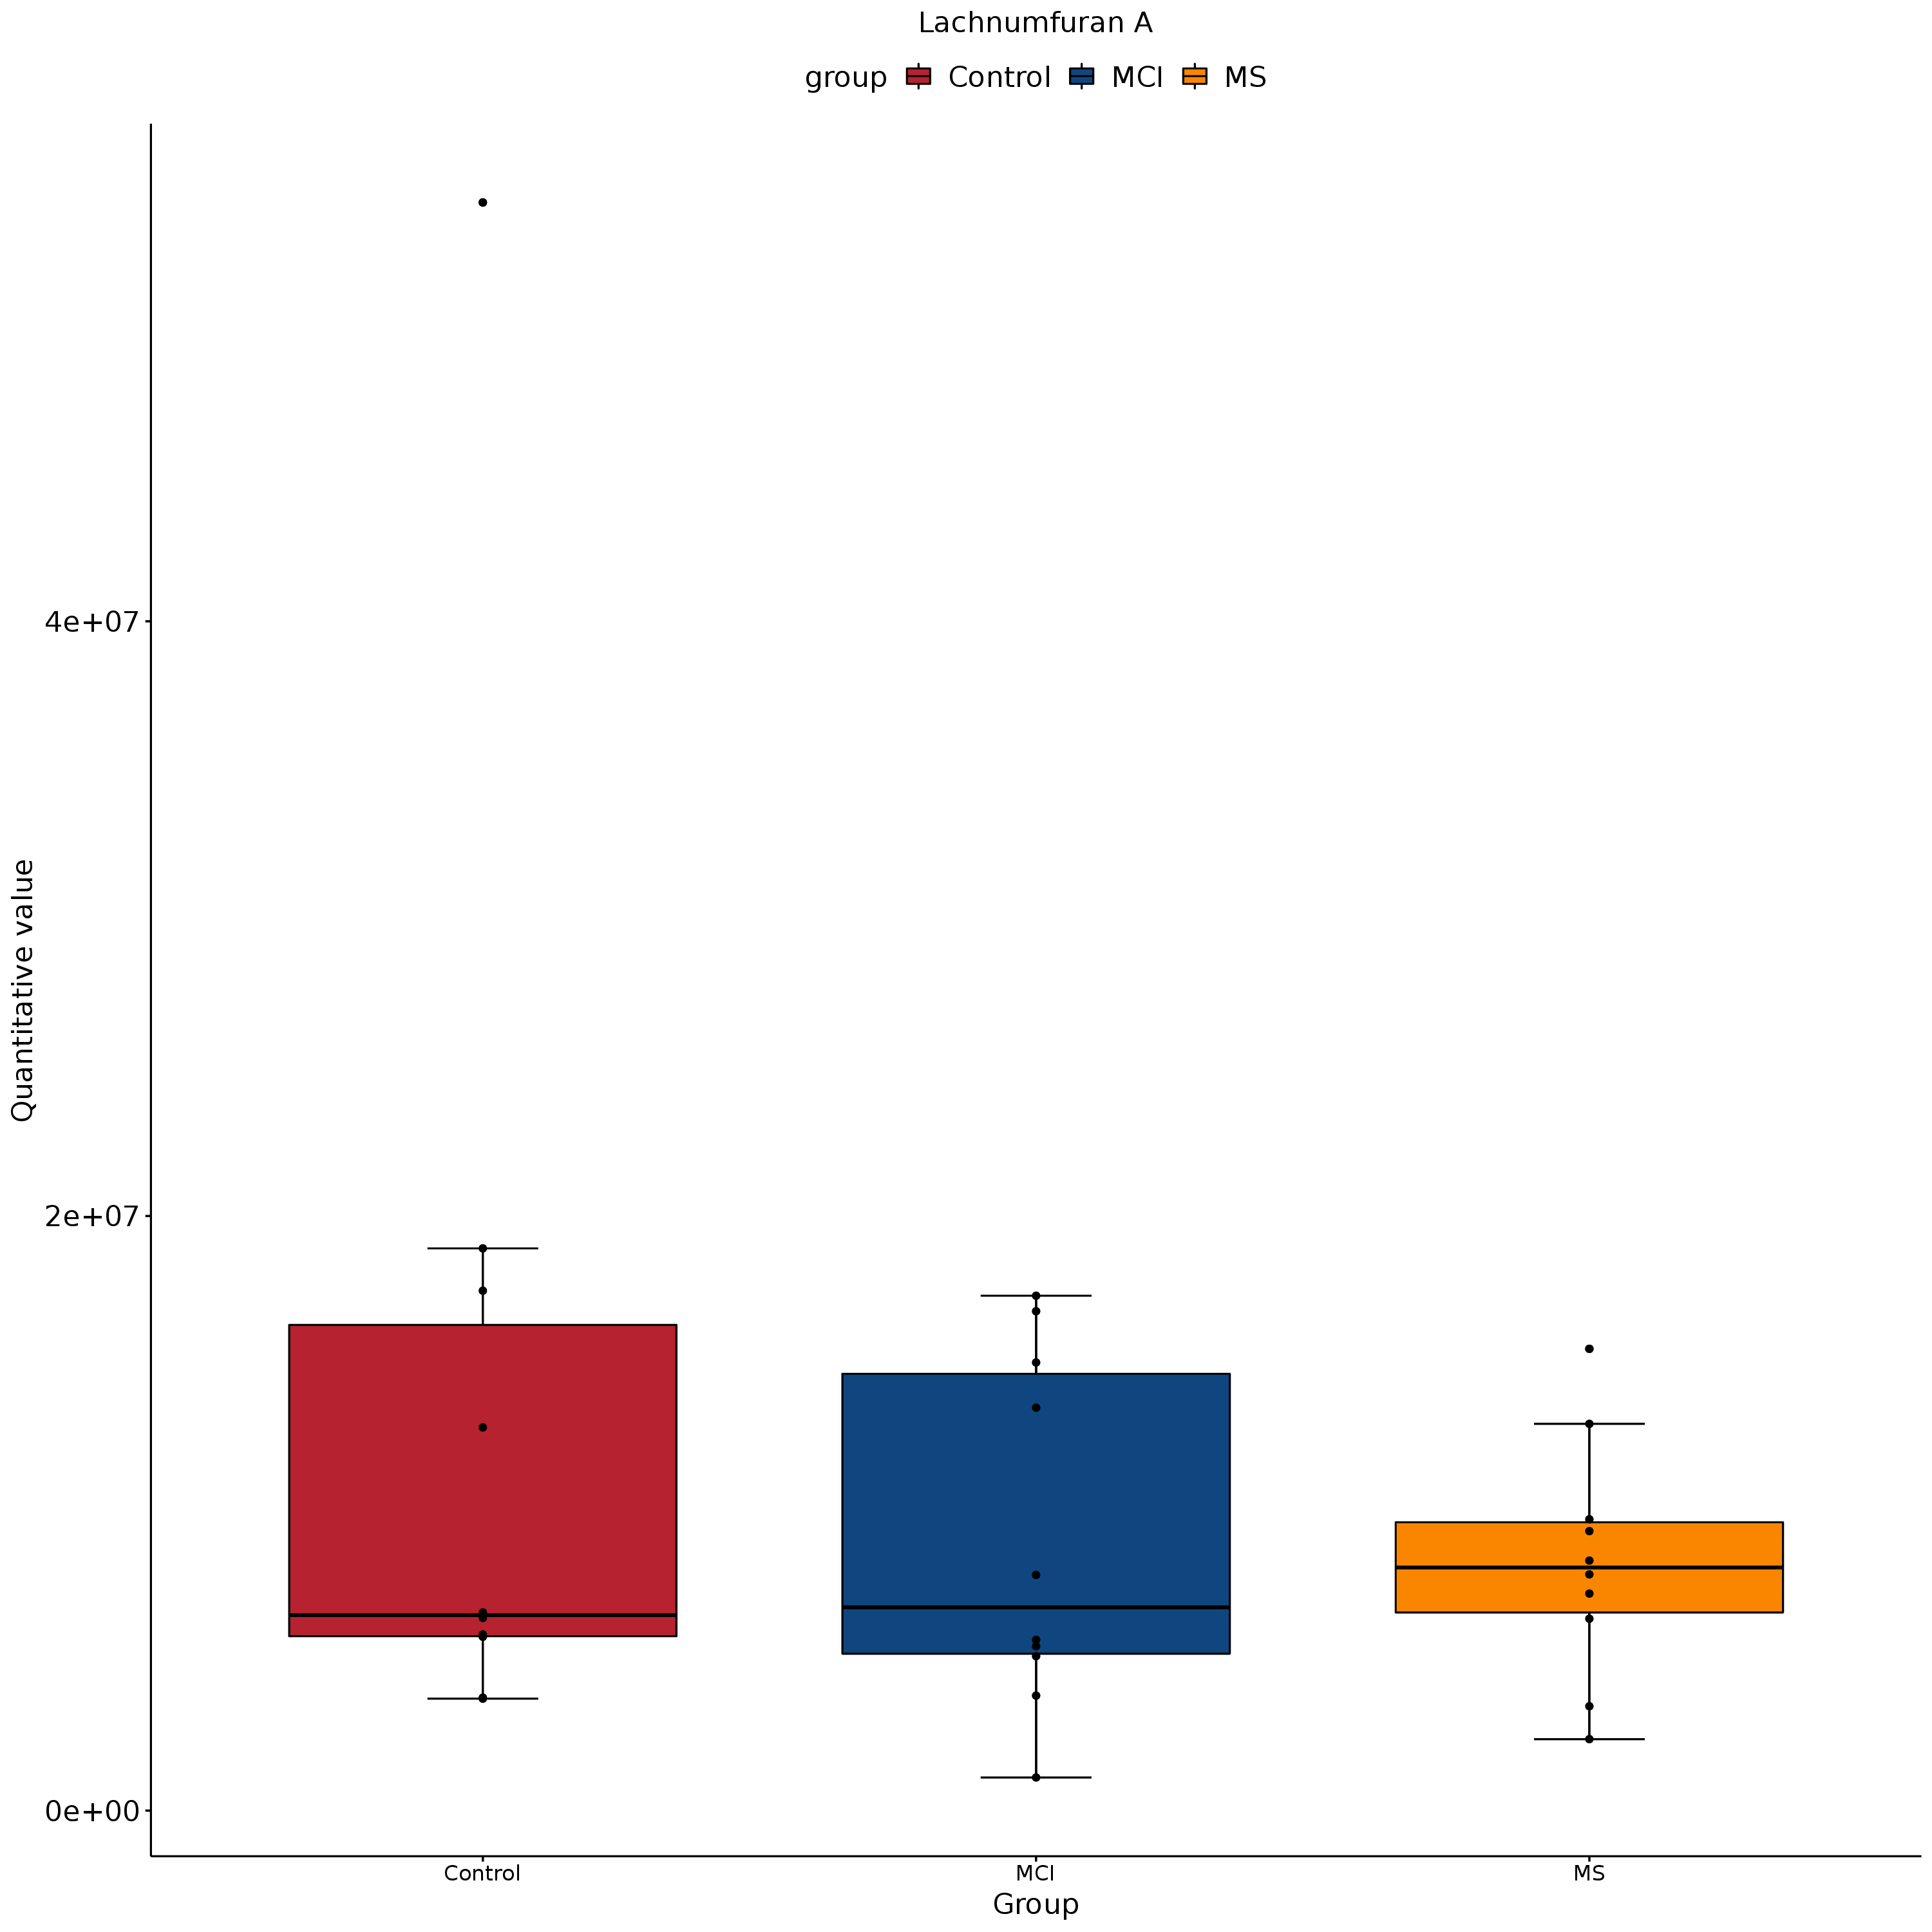 Lachnumfuran A
group Control MCI MS
Quantitative value
4e+07
2e+07
0e+00
Control MCI MS
Group